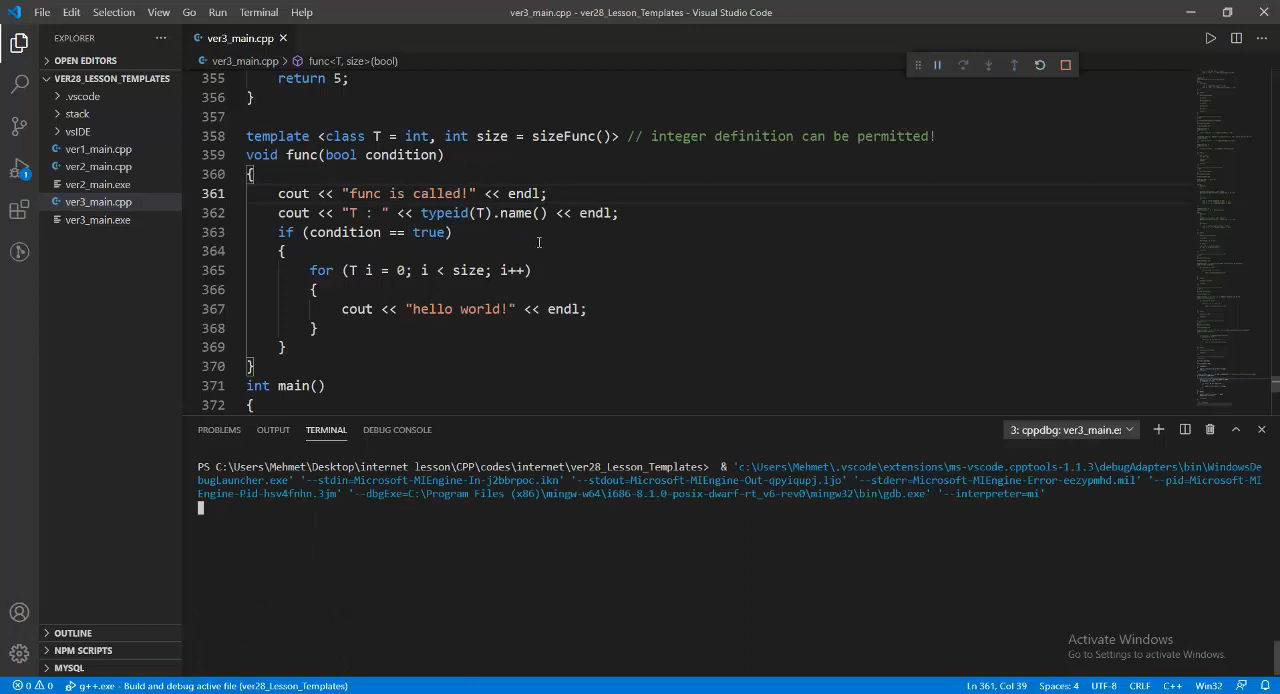 File Edit Selection View Go Run Terminal Help
ver3_main.cpp - ver28_Lesson_Templates - Visual Studio Code
EXPLORER
OPEN EDITORS
VER28_LESSON_TEMPLATES
.vscode
stack
vsIDE
ver1_main.cpp
ver2_main.cpp
ver2_main.exe
ver3_main.cpp
ver3_main.exe
1
OUTLINE
NPM SCRIPTS
MYSQL
ver3_main.cpp
ver3_main.cpp > func<T, size>(bool)
355 return 5;
356 }
357
358 template <class T = int, int size = sizeFunc()> // integer definition can be permitted!
359 void func(bool condition)
360 {
361 cout << "func is called!" << endl;
362 cout << "T : " << typeid(T).name() << endl;
363 if (condition == true)
364 {
365 for (T i = 0; i < size; i++)
366 {
367 cout << "hello world!" << endl;
368 }
369 }
370 }
371 int main()
372 {
PROBLEMS OUTPUT TERMINAL DEBUG CONSOLE
3: cppdbg: ver3_main.e:
PS C:\Users\Mehmet\Desktop\internet lesson\CPP\codes\internet\ver28_Lesson_Templates> & 'c:\Users\Mehmet\.vscode\extensions\ms-vscode.cpptools-1.1.3\debugAdapters\bin\WindowsDe
bugLauncher.exe' '--stdin=Microsoft-MIEngine-In-j2bbrpoc.ikn' '--stdout=Microsoft-MIEngine-Out-qpyiqupj.ljo' '--stderr=Microsoft-MIEngine-Error-eezypmhd.mil' '--pid=Microsoft-MI
Engine-Pid-hsv4fnhn.3jm' '--dbgExe=C:\Program Files (x86)\mingw-w64\i686-8.1.0-posix-dwarf-rt_v6-rev0\mingw32\bin\gdb.exe' '--interpreter=mi'
Activate Windows
Go to Settings to activate Windows.
0 0 g++.exe - Build and debug active file (ver28_Lesson_Templates)
Ln 361, Col 39 Spaces: 4 UTF-8 CRLF C++ Win32